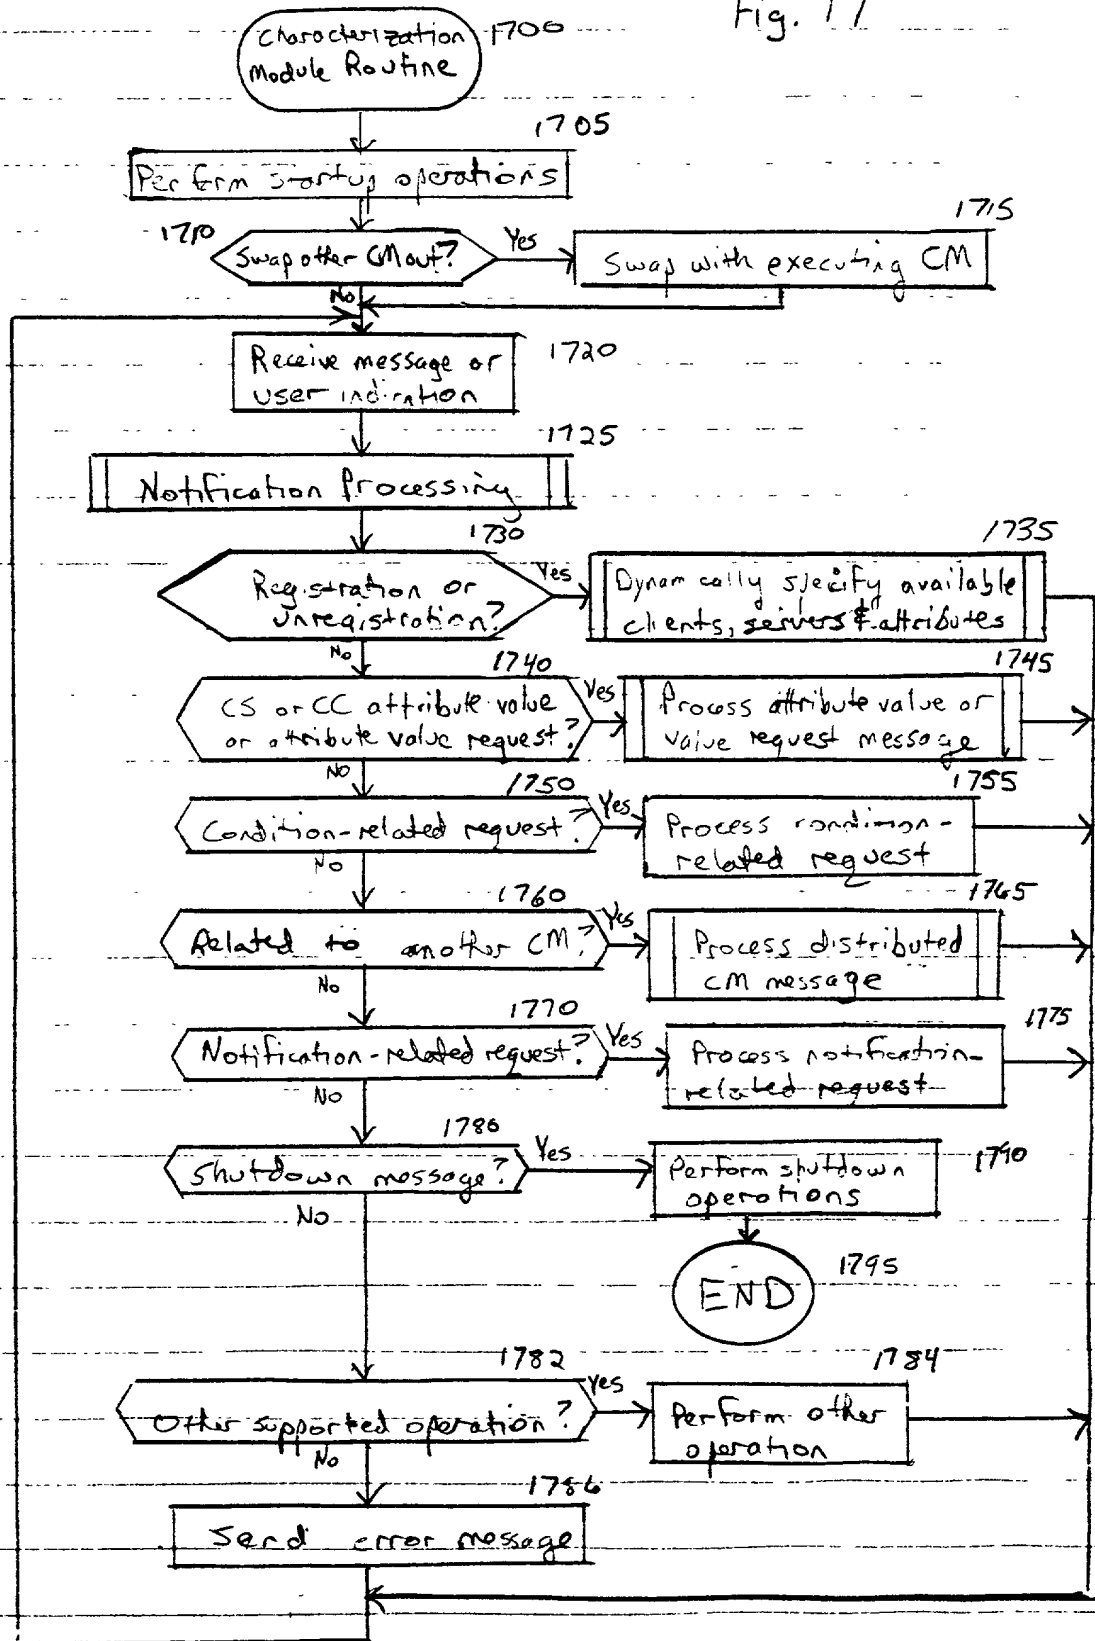 Fig. 17
Characterization 1700
Module Routine
1705
Perform startup operations
1710
Swap other CM out?
Yes
1715
Swap with executing CM
No
Receive message or
user indication
1720
1725
Notification Processing
1730
Registration or
unregistration?
Yes
1735
Dynamically specify available
clients, servers & attributes
No
1740
CS or CC attribute value
or attribute value request?
Yes
1745
Process attribute value or
value request message
No
1750
Condition-related request?
Yes
1755
Process condition-
related request
No
1760
Related to another CM?
Yes
1765
Process distributed
CM message
No
1770
Notification-related request?
Yes
1775
Process notification-
related request
No
1780
Shutdown message?
Yes
1790
Perform shutdown
operations
No
1795
END
1782
Other supported operation?
Yes
1784
Perform other
operation
No
1786
Send error message